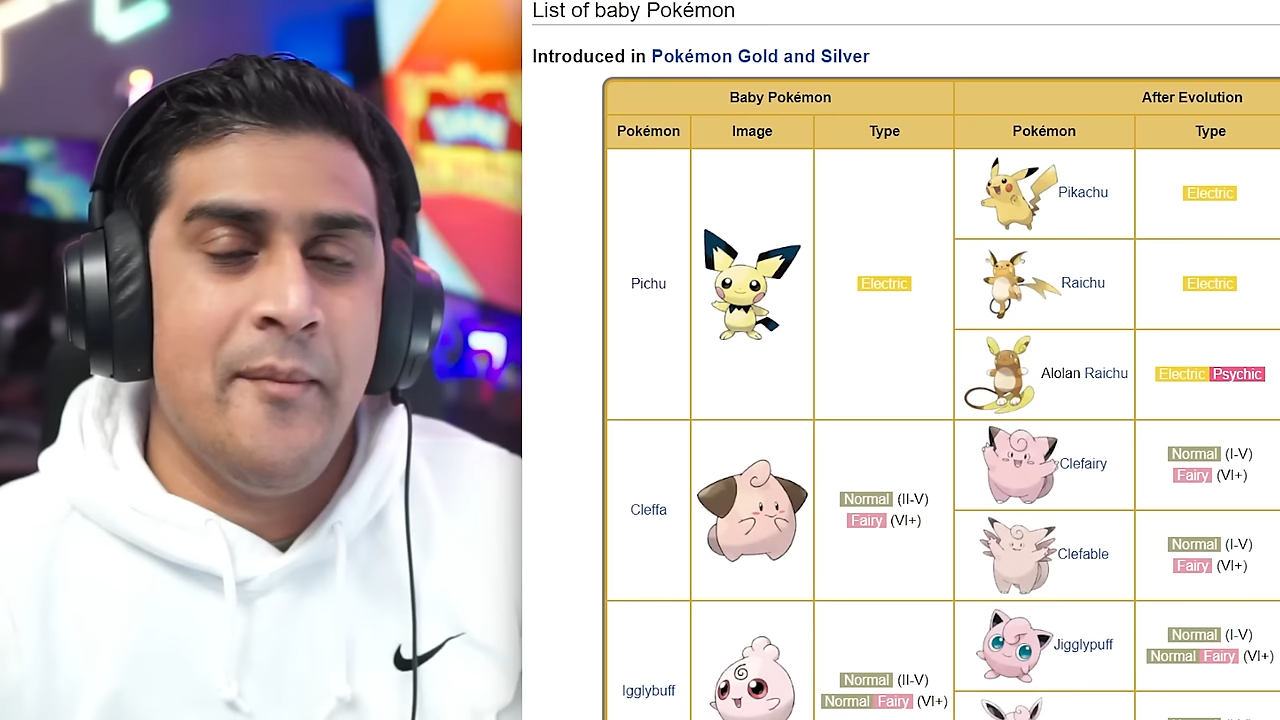 List of baby Pokémon
Introduced in Pokémon Gold and Silver
Baby Pokémon After Evolution
Pokémon Image Type Pokémon Type
Pichu Electric
Pikachu Electric
Raichu Electric
Alolan Raichu Electric Psychic
Cleffa
Normal (II-V)
Fairy (VI+)
Clefairy
Normal (I-V)
Fairy (VI+)
Clefable
Normal (I-V)
Fairy (VI+)
Igglybuff
Normal (II-V)
Normal Fairy (VI+)
Jigglypuff
Normal (I-V)
Normal Fairy (VI+)